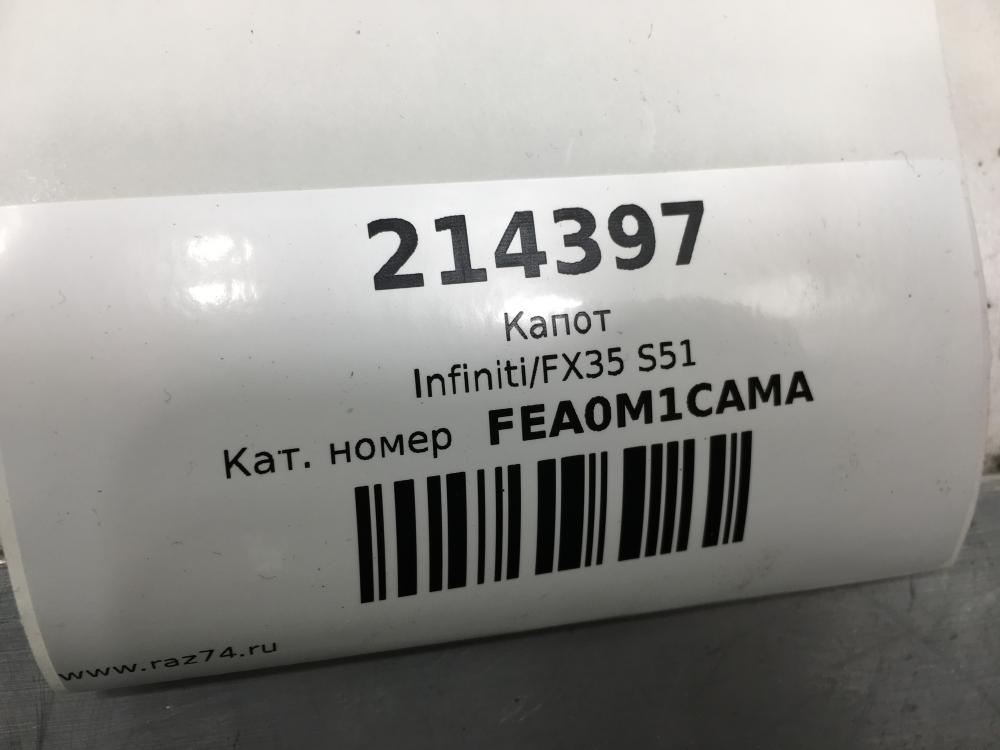 214397
Капот
Infiniti/FX35 S51
Кат. номер FEA0M1CAMA
www.raz74.ru